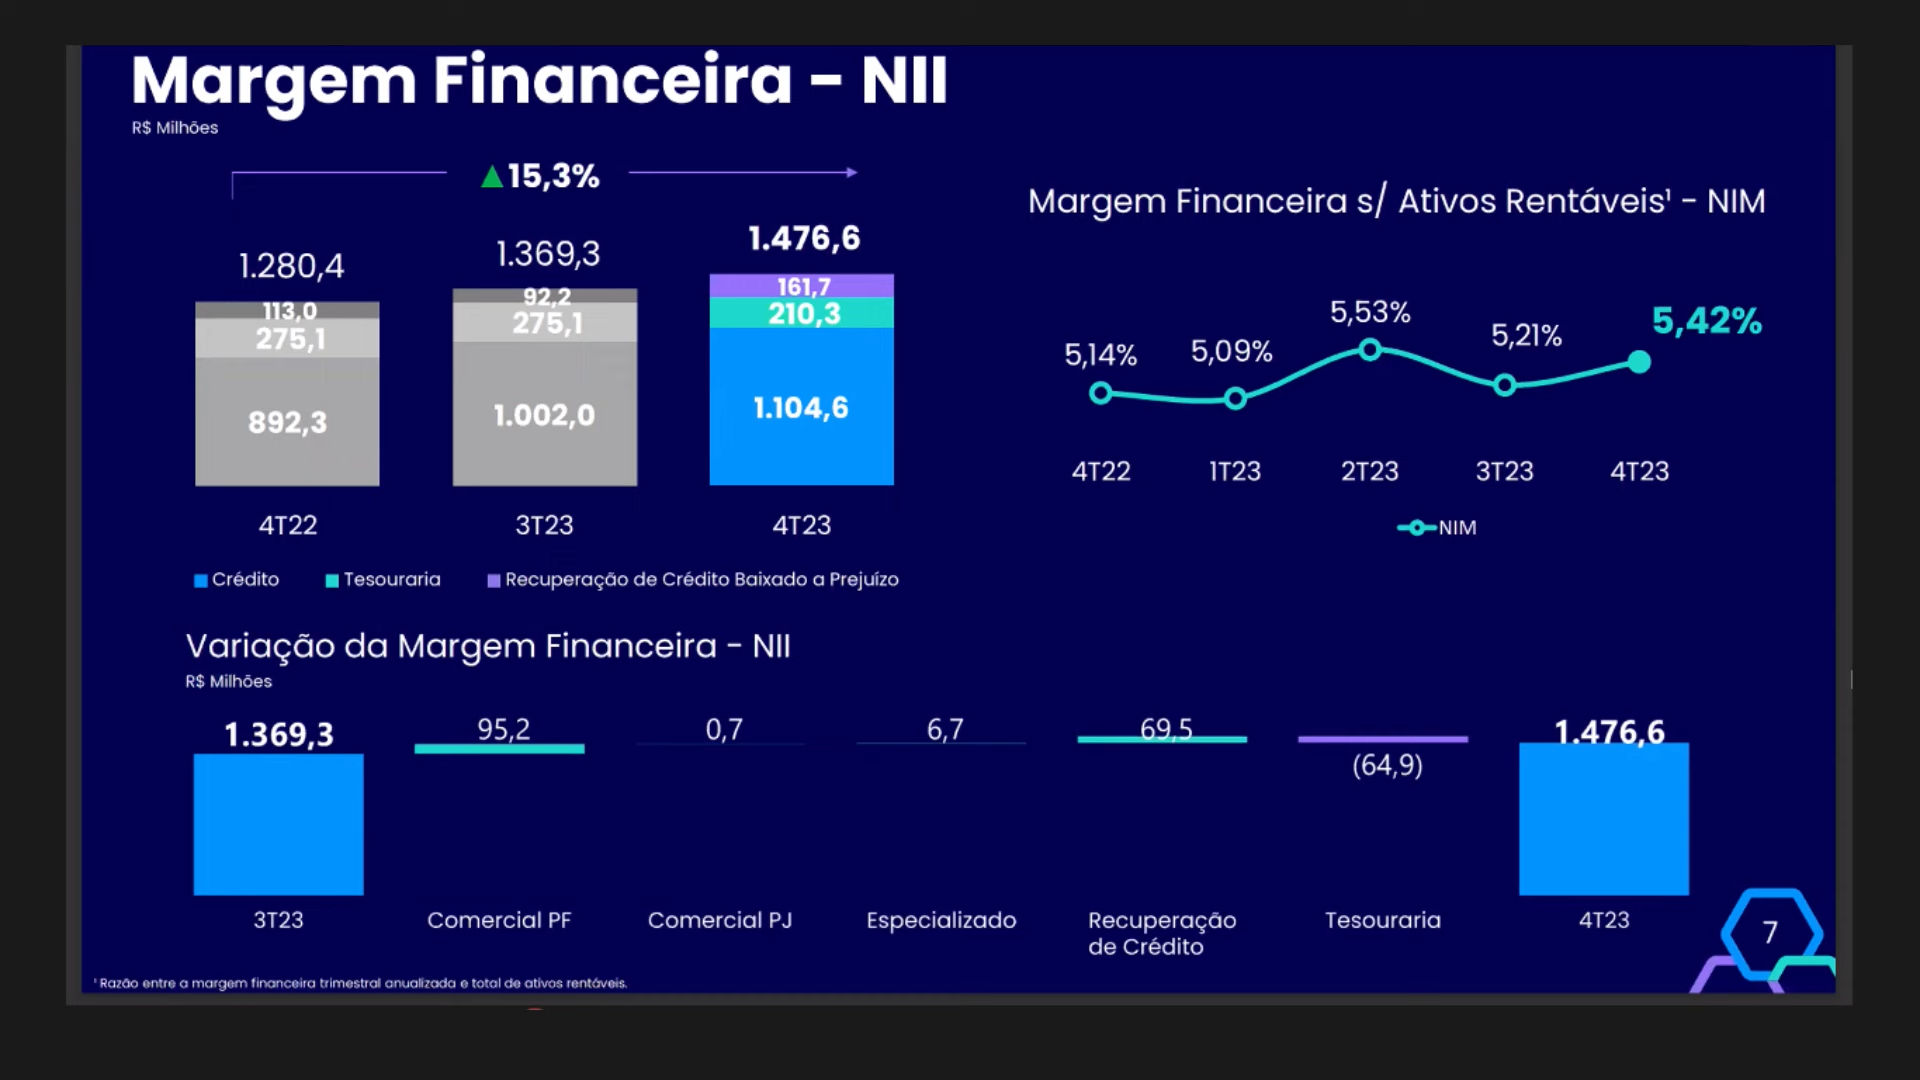 Margem Financeira – NII
R$ Milhões
15,3%
1.280,4
1.369,3
1.476,6
113,0
92,2
161,7
275,1
275,1
210,3
892,3
1.002,0
1.104,6
4T22
3T23
4T23
Crédito
Tesouraria
Recuperação de Crédito Baixado a Prejuízo
Margem Financeira s/ Ativos Rentáveis¹ - NIM
5,14%
5,09%
5,53%
5,21%
5,42%
4T22
1T23
2T23
3T23
4T23
NIM
Variação da Margem Financeira - NII
R$ Milhões
1.369,3
95,2
0,7
6,7
69,5
(64,9)
1.476,6
3T23
Comercial PF
Comercial PJ
Especializado
Recuperação
de Crédito
Tesouraria
4T23
7
¹ Razão entre a margem financeira trimestral anualizada e total de ativos rentáveis.